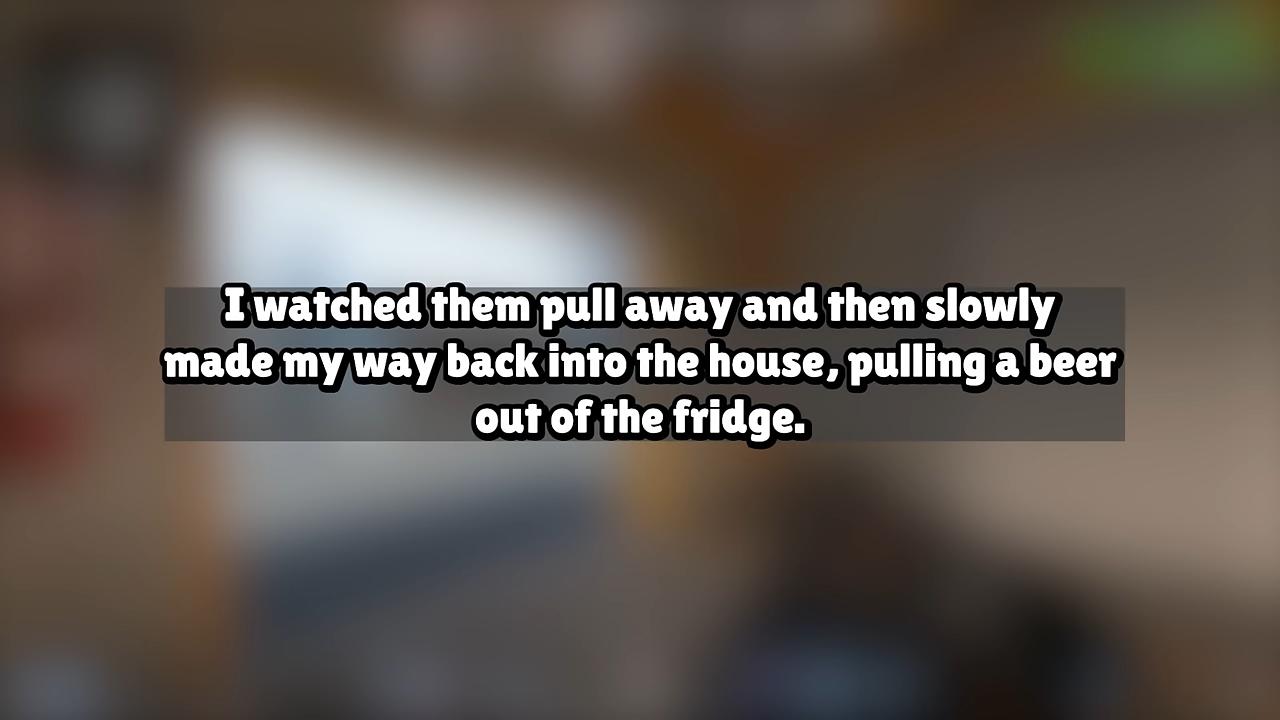 I watched them pull away and then slowly
made my way back into the house, pulling a beer
out of the fridge.